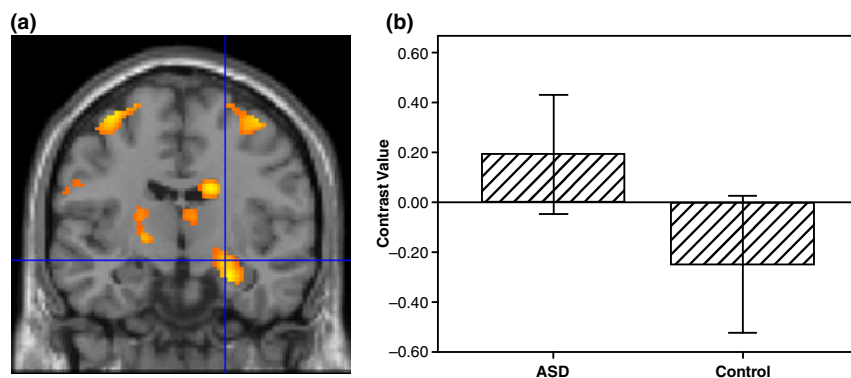 (a)
(b)
0.60
0.40
0.20
0.00
–0.20
–0.40
–0.60
Contrast Value
ASD
Control